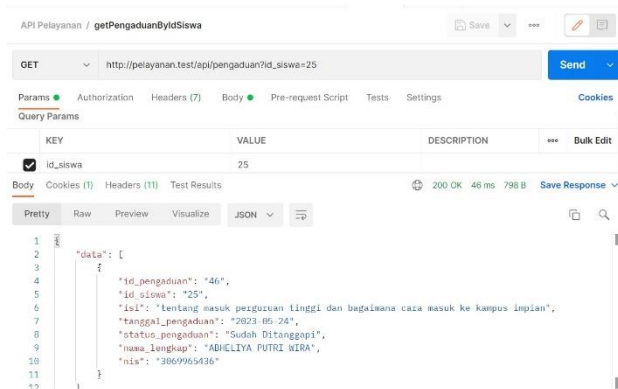 API Pelayanan / getPengaduanByIdSiswa
Save
GET http://pelayanan.test/api/pengaduan?id_siswa=25 Send
Params Authorization Headers (7) Body Pre-request Script Tests Settings Cookies
Query Params
KEY VALUE DESCRIPTION Bulk Edit
id_siswa 25
Body Cookies (1) Headers (11) Test Results 200 OK 46 ms 798 B Save Response
Pretty Raw Preview Visualize JSON
1 {
2 "data": [
3 {
4 "id_pengaduan": "46",
5 "id_siswa": "25",
6 "isi": "tentang masuk perguruan tinggi dan bagaimana cara masuk ke kampus impian",
7 "tanggal_pengaduan": "2023-05-24",
8 "status_pengaduan": "Sudah Ditanggapi",
9 "nama_lengkap": "ABHELIYA PUTRI WIRA",
10 "nis": "3069965436"
11 }
12 ]